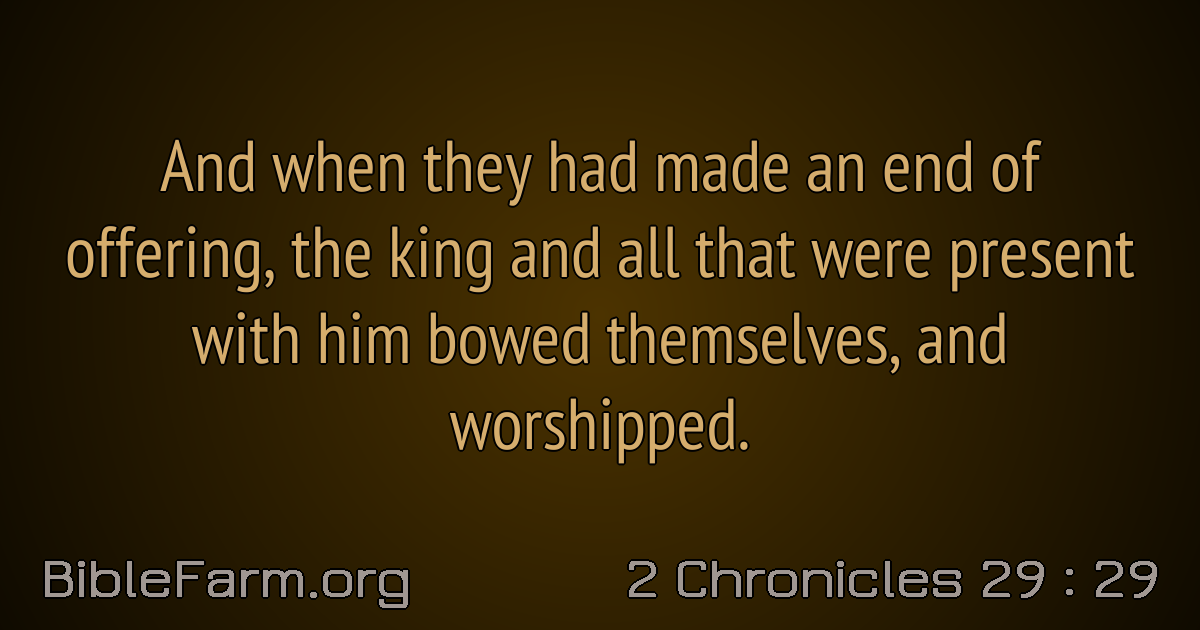 And when they had made an end of
offering, the king and all that were present
with him bowed themselves, and
worshipped.
BibleFarm.org
2 Chronicles 29 : 29